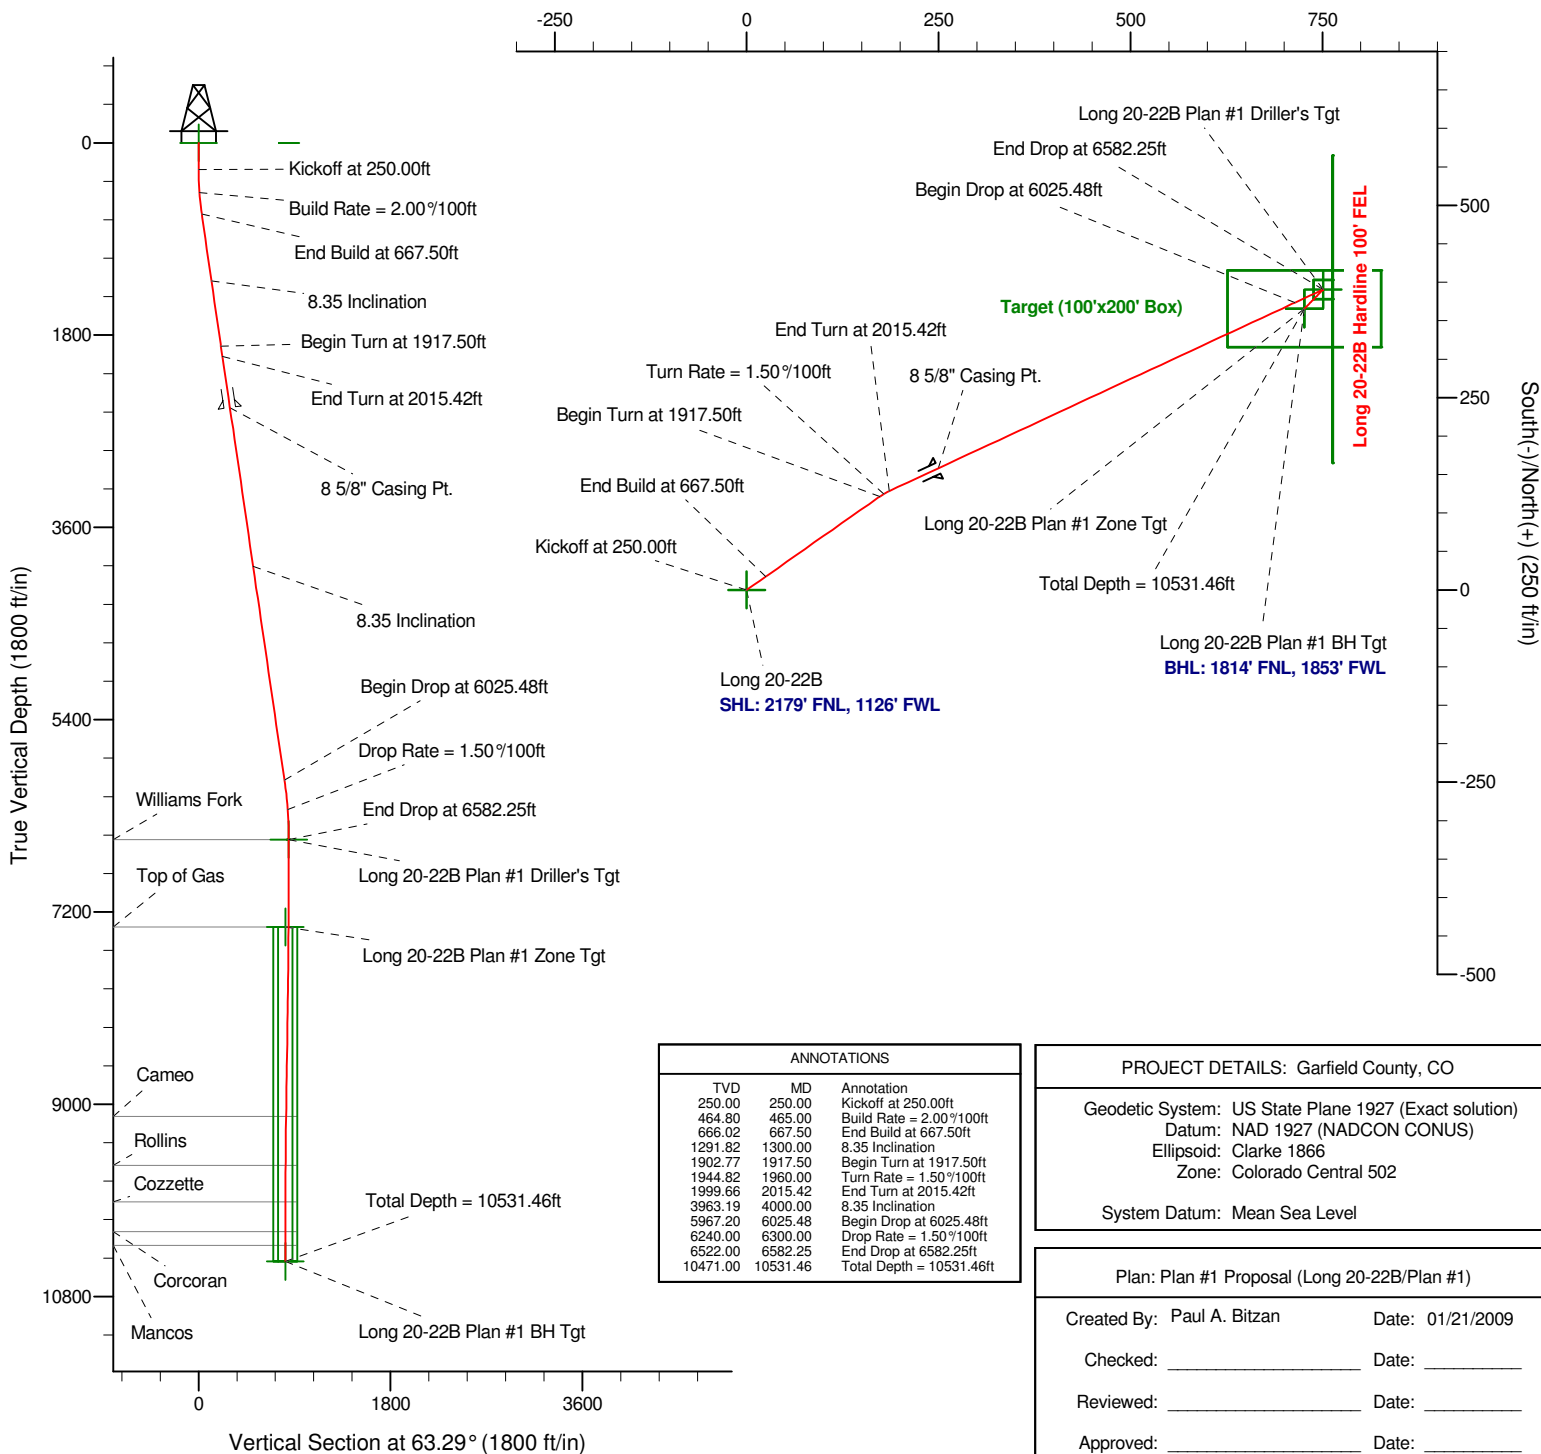 -250
0
250
500
750
0
1800
3600
5400
7200
9000
10800
True Vertical Depth (1800 ft/in)
Kickoff at 250.00ft
Build Rate = 2.00°/100ft
End Build at 667.50ft
8.35 Inclination
Begin Turn at 1917.50ft
End Turn at 2015.42ft
8 5/8" Casing Pt.
8.35 Inclination
Begin Drop at 6025.48ft
Drop Rate = 1.50°/100ft
End Drop at 6582.25ft
Long 20-22B Plan #1 Driller's Tgt
Long 20-22B Plan #1 Zone Tgt
Total Depth = 10531.46ft
Long 20-22B Plan #1 BH Tgt
Williams Fork
Top of Gas
Cameo
Rollins
Cozzette
Corcoran
Mancos
0
1800
3600
Vertical Section at 63.29° (1800 ft/in)
Long 20-22B Plan #1 Driller's Tgt
End Drop at 6582.25ft
Begin Drop at 6025.48ft
Target (100'x200' Box)
Long 20-22B Hardline 100' FEL
End Turn at 2015.42ft
Turn Rate = 1.50°/100ft
8 5/8" Casing Pt.
Begin Turn at 1917.50ft
End Build at 667.50ft
Kickoff at 250.00ft
Long 20-22B Plan #1 Zone Tgt
Total Depth = 10531.46ft
Long 20-22B Plan #1 BH Tgt
BHL: 1814' FNL, 1853' FWL
Long 20-22B
SHL: 2179' FNL, 1126' FWL
500
250
0
-250
-500
South(-)/North(+) (250 ft/in)
ANNOTATIONS
TVD MD Annotation
250.00 250.00 Kickoff at 250.00ft
464.80 465.00 Build Rate = 2.00°/100ft
666.02 667.50 End Build at 667.50ft
1291.82 1300.00 8.35 Inclination
1902.77 1917.50 Begin Turn at 1917.50ft
1944.82 1960.00 Turn Rate = 1.50°/100ft
1999.66 2015.42 End Turn at 2015.42ft
3963.19 4000.00 8.35 Inclination
5967.20 6025.48 Begin Drop at 6025.48ft
6240.00 6300.00 Drop Rate = 1.50°/100ft
6522.00 6582.25 End Drop at 6582.25ft
10471.00 10531.46 Total Depth = 10531.46ft
PROJECT DETAILS: Garfield County, CO
Geodetic System: US State Plane 1927 (Exact solution)
Datum: NAD 1927 (NADCON CONUS)
Ellipsoid: Clarke 1866
Zone: Colorado Central 502
System Datum: Mean Sea Level
Plan: Plan #1 Proposal (Long 20-22B/Plan #1)
Created By: Paul A. Bitzan Date: 01/21/2009
Checked: ____________________ Date: __________
Reviewed: ____________________ Date: __________
Approved: ____________________ Date: __________